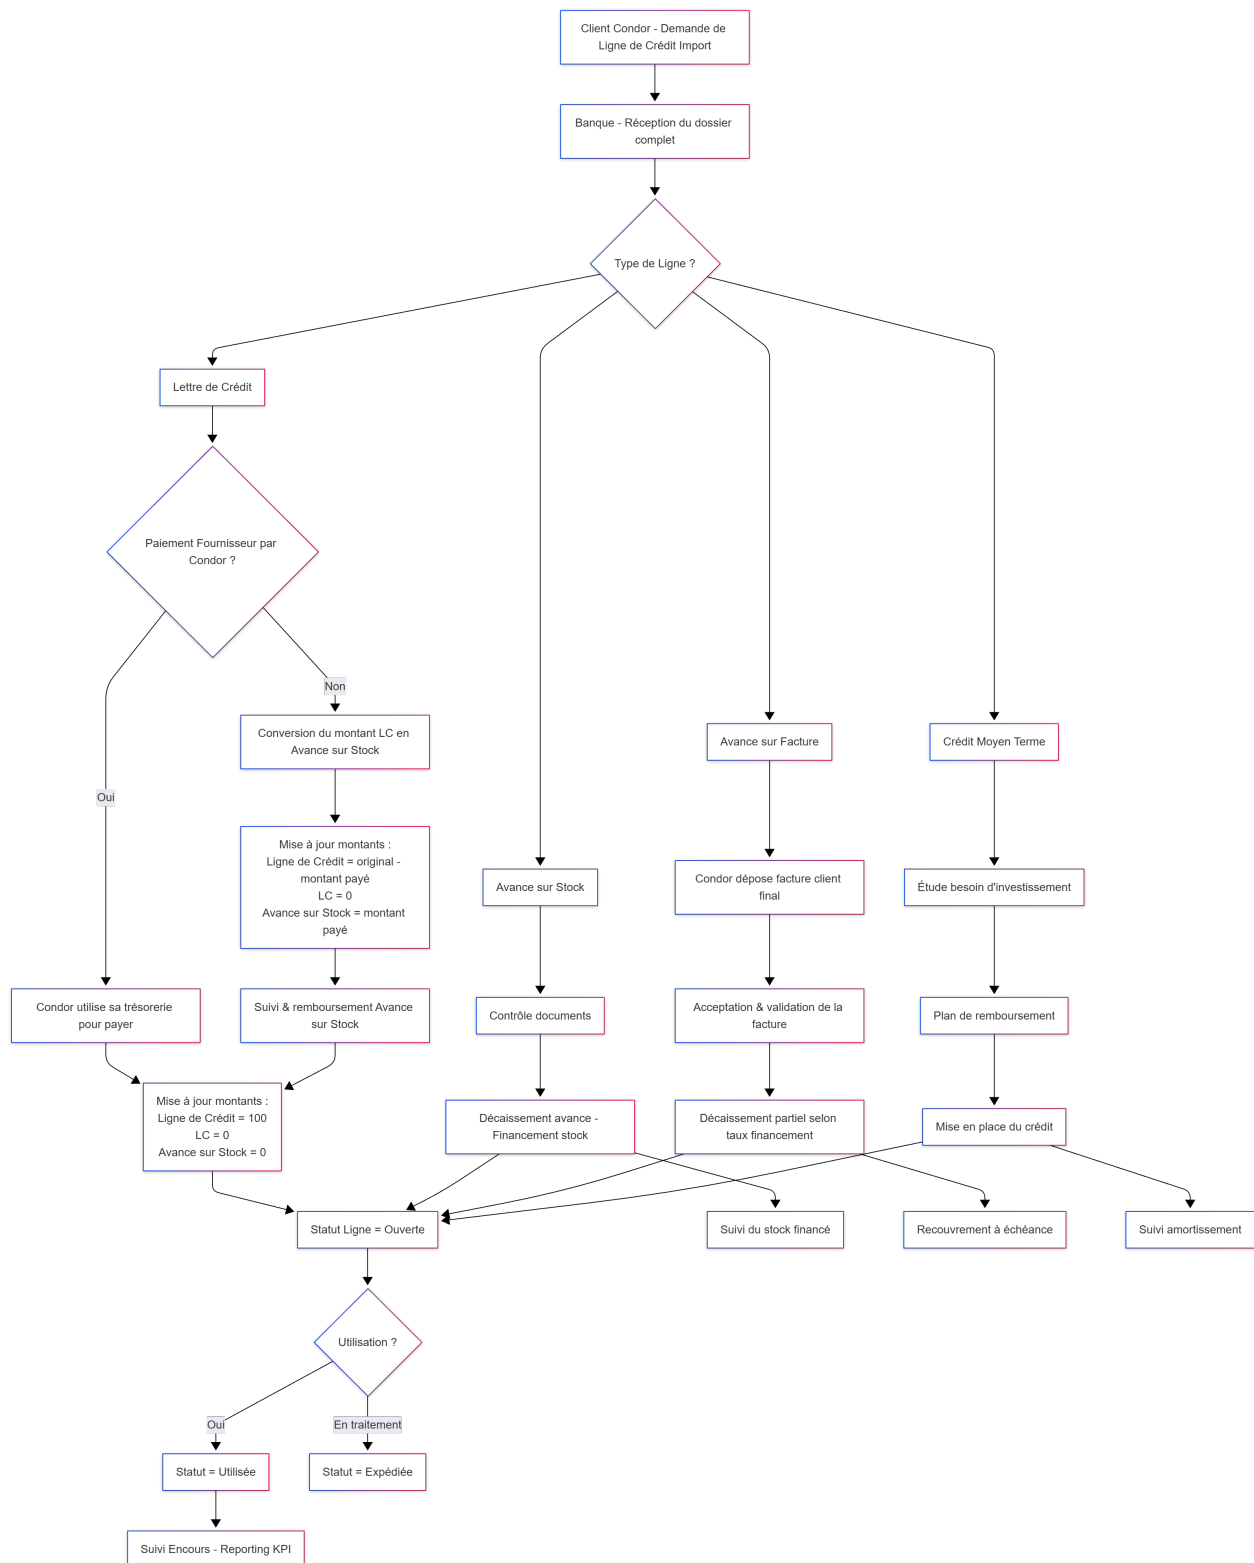 Client Condor - Demande de
Ligne de Crédit Import
Banque - Réception du dossier
complet
Type de Ligne ?
Lettre de Crédit
Paiement Fournisseur par
Condor ?
Non
Conversion du montant LC en
Avance sur Stock
Avance sur Facture
Crédit Moyen Terme
Oui
Mise à jour montants :
Ligne de Crédit = original -
montant payé
LC = 0
Avance sur Stock = montant
payé
Avance sur Stock
Condor dépose facture client
final
Étude besoin d'investissement
Condor utilise sa trésorerie
pour payer
Suivi & remboursement Avance
sur Stock
Contrôle documents
Acceptation & validation de la
facture
Plan de remboursement
Mise à jour montants :
Ligne de Crédit = 100
LC = 0
Avance sur Stock = 0
Décaissement avance -
Financement stock
Décaissement partiel selon
taux financement
Mise en place du crédit
Statut Ligne = Ouverte
Suivi du stock financé
Recouvrement à échéance
Suivi amortissement
Utilisation ?
Oui
En traitement
Statut = Utilisée
Statut = Expédiée
Suivi Encours - Reporting KPI